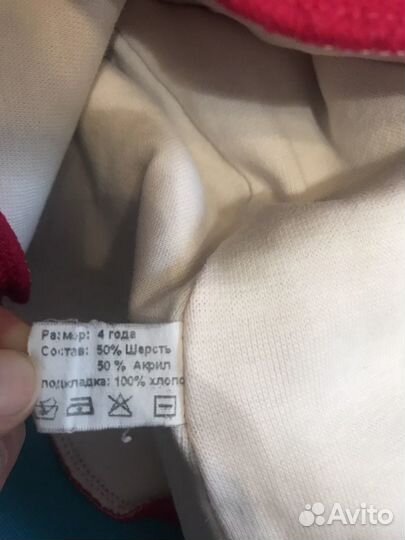 Размер: 4 года
Состав: 50% Шерсть
50 % Акрил
подкладка: 100% хлопо
Avito